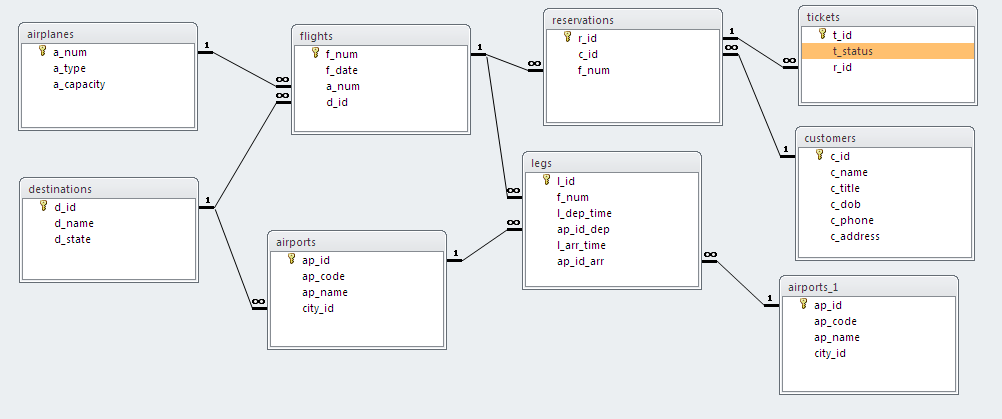 airplanes
a_num
a_type
a_capacity
1
∞
∞
flights
f_num
f_date
a_num
d_id
1
∞
∞
reservations
r_id
c_id
f_num
1
∞
∞
1
tickets
t_id
t_status
r_id
customers
c_id
c_name
c_title
c_dob
c_phone
c_address
destinations
d_id
d_name
d_state
1
∞
airports
ap_id
ap_code
ap_name
city_id
1
∞
legs
l_id
f_num
l_dep_time
ap_id_dep
l_arr_time
ap_id_arr
∞
1
airports_1
ap_id
ap_code
ap_name
city_id